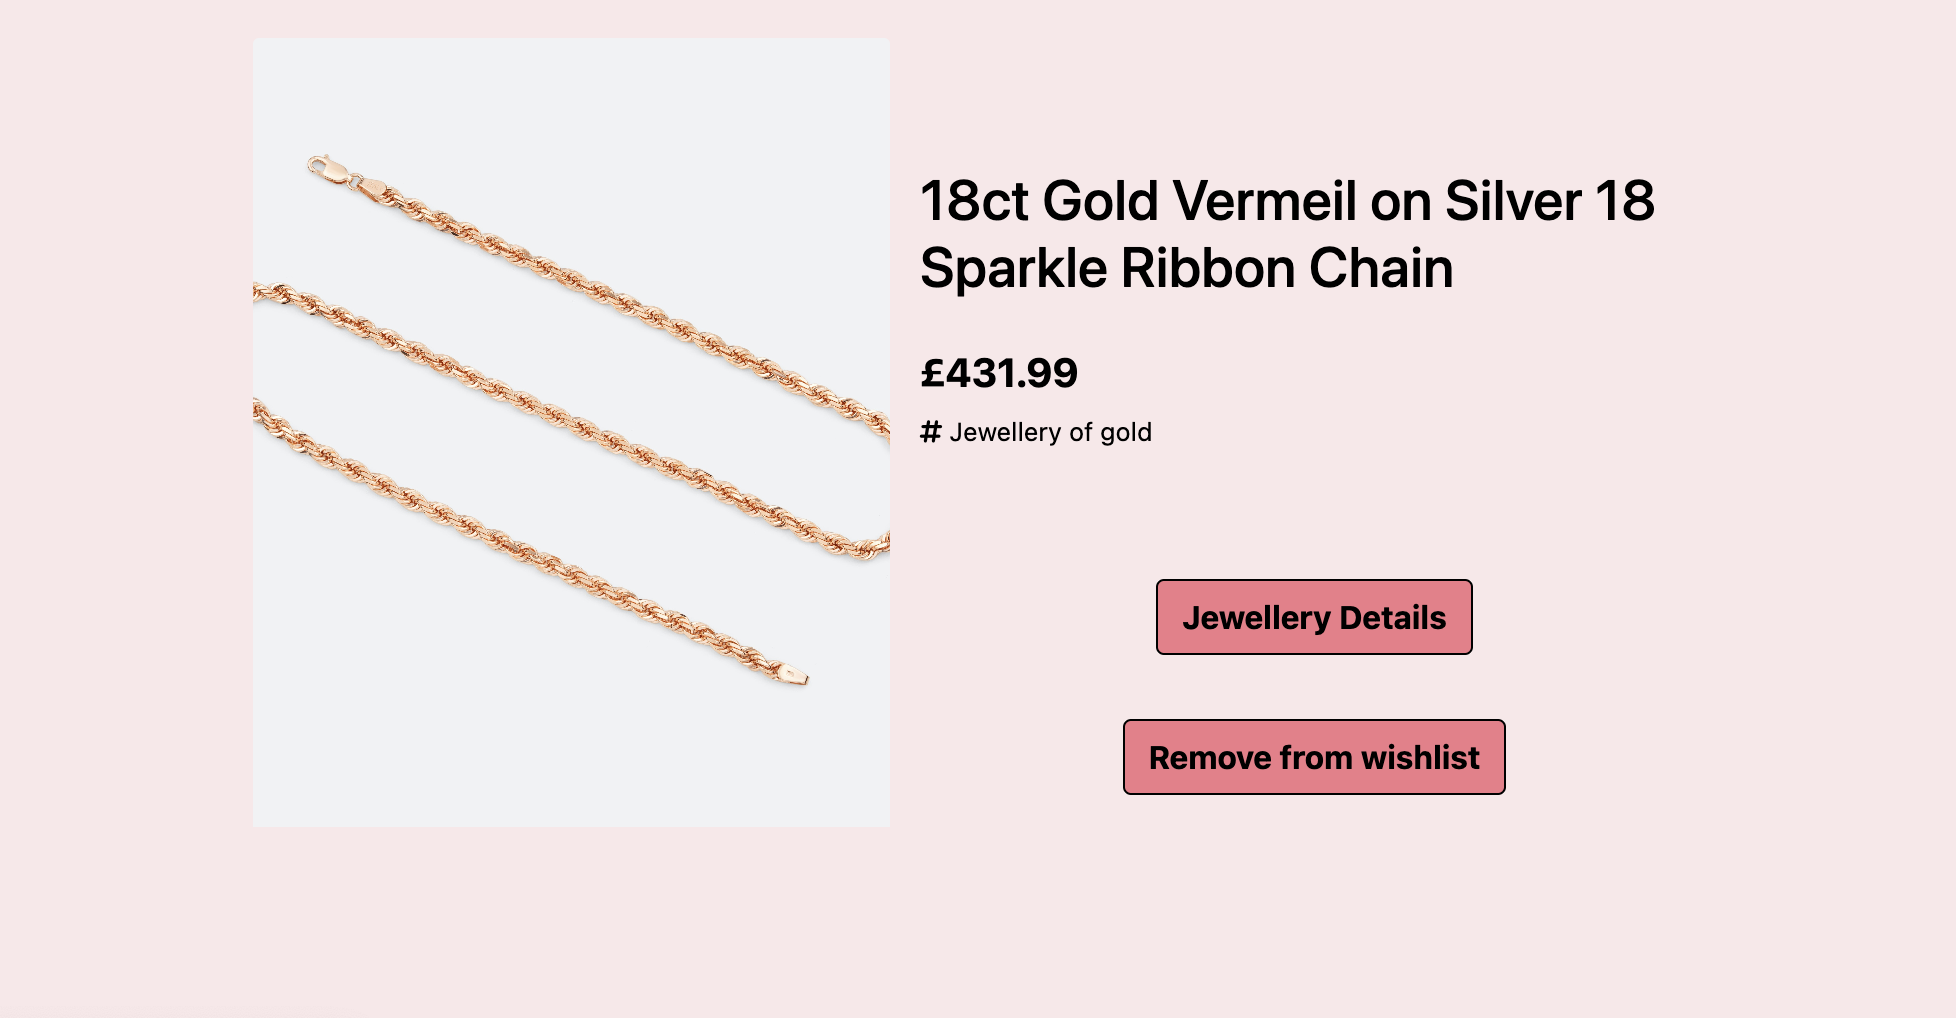 18ct Gold Vermeil on Silver 18
Sparkle Ribbon Chain
£431.99
# Jewellery of gold
Jewellery Details
Remove from wishlist